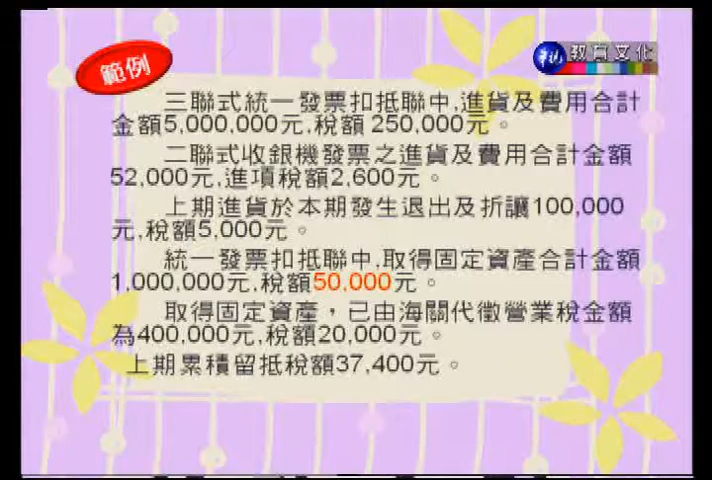 範例
華視 教育文化
三聯式統一發票扣抵聯中,進貨及費用合計
金額5,000,000元,稅額 250,000元。
二聯式收銀機發票之進貨及費用合計金額
52,000元,進項稅額2,600元。
上期進貨於本期發生退出及折讓100,000
元,稅額5,000元。
統一發票扣抵聯中,取得固定資產合計金額
1,000,000元,稅額50,000元。
取得固定資產，已由海關代徵營業稅金額
為400,000元,稅額20,000元。
上期累積留抵稅額37,400元。